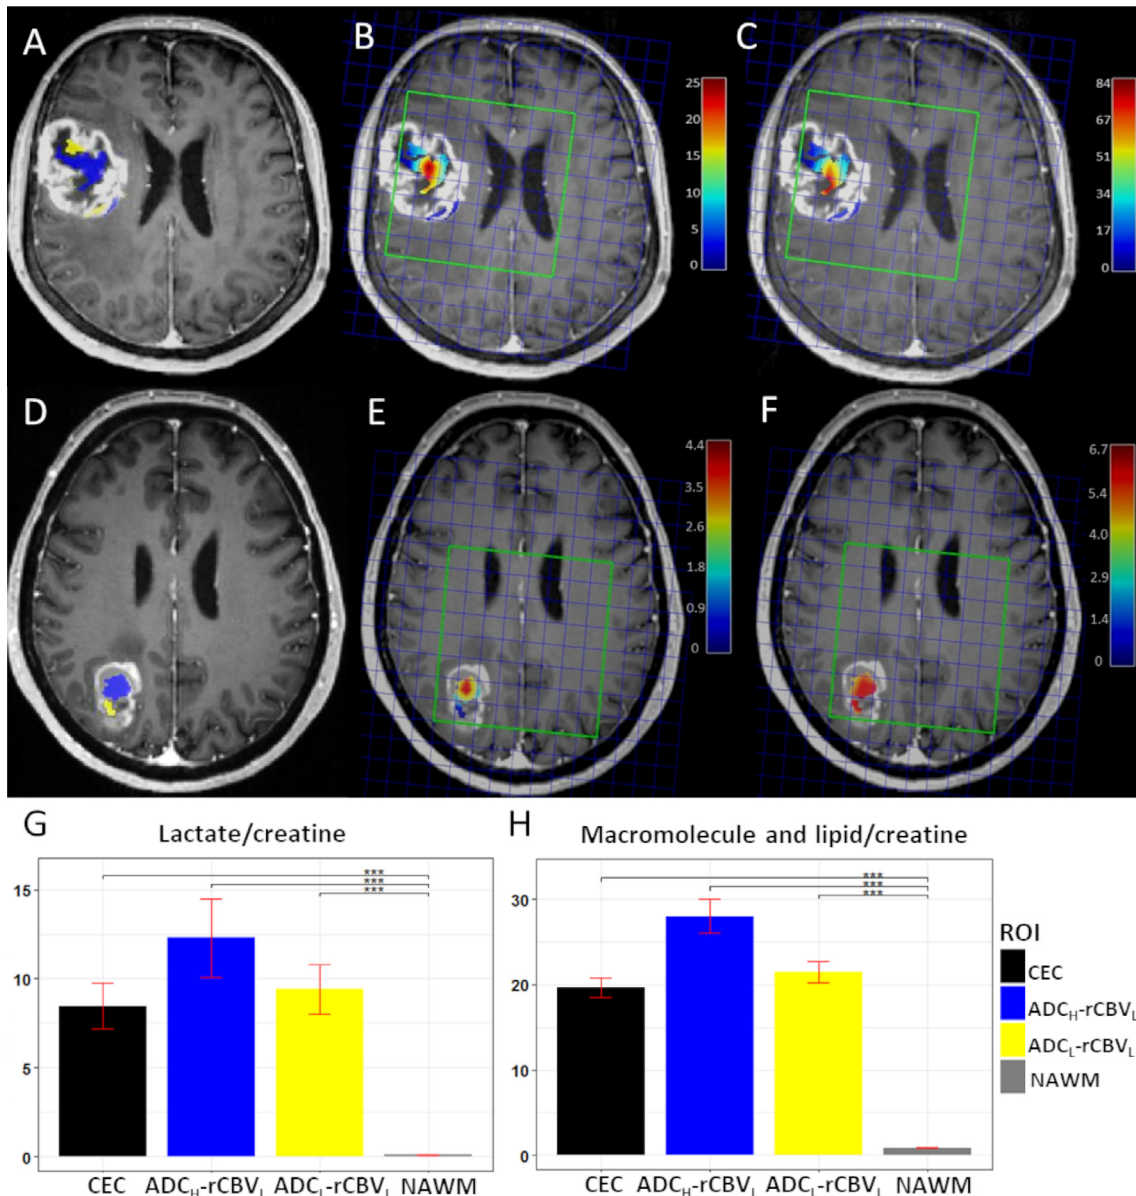 A
B
C
25
20
15
10
5
0
84
67
51
34
17
0
D
E
F
4.4
3.5
2.6
1.8
0.9
0
6.7
5.4
4.0
2.9
1.4
0
G
Lactate/creatine
15
10
5
0
***
***
***
CEC ADCH-rCBVL ADCL-rCBVL NAWM
H
Macromolecule and lipid/creatine
30
20
10
0
***
***
***
CEC ADCH-rCBVL ADCL-rCBVL NAWM
ROI
CEC
ADCH-rCBVL
ADCL-rCBVL
NAWM